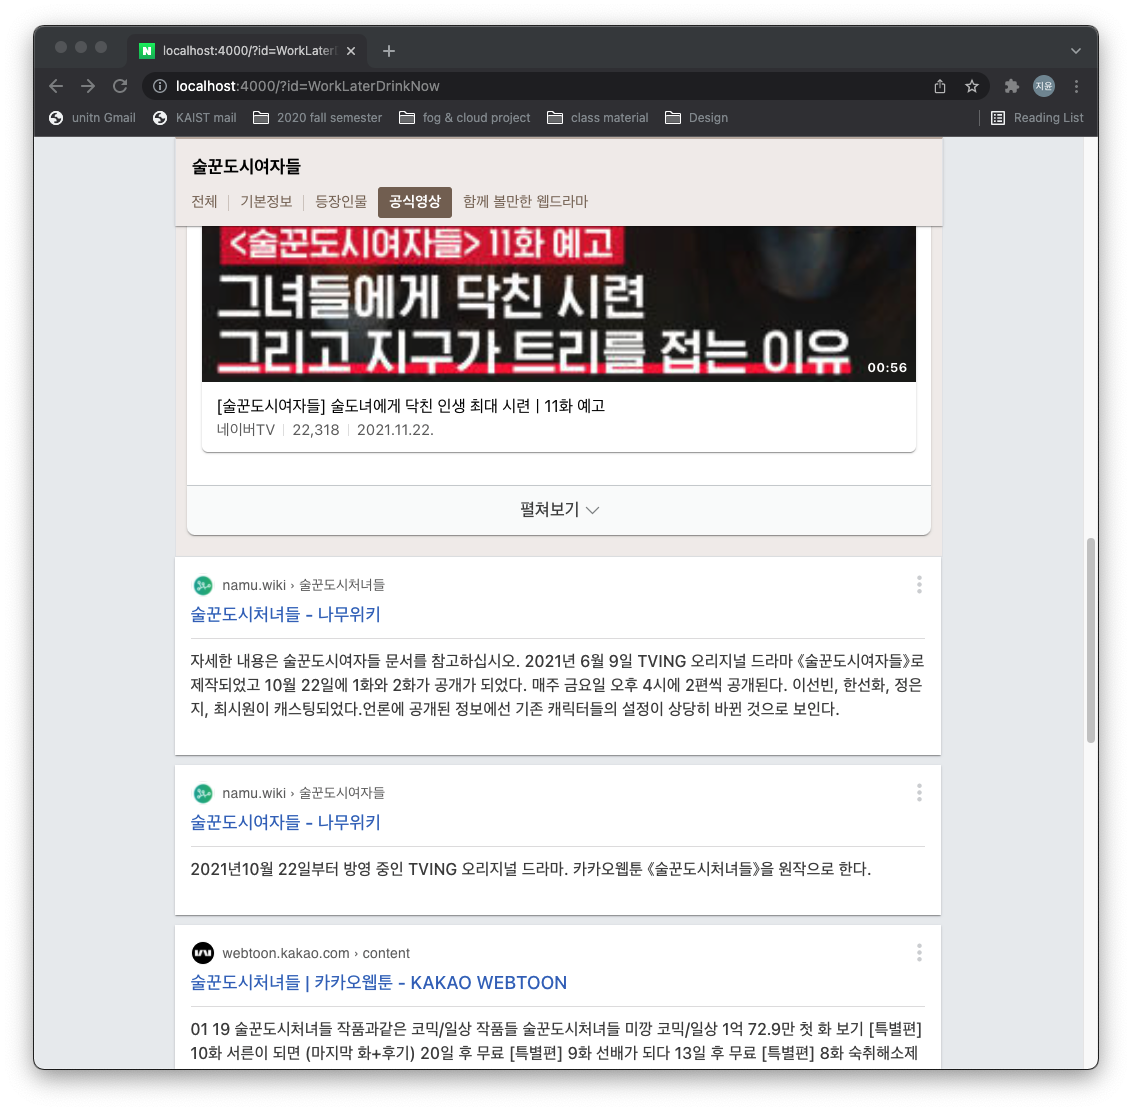 localhost:4000/?id=WorkLater
localhost:4000/?id=WorkLaterDrinkNow
지윤
unitn Gmail
KAIST mail
2020 fall semester
fog & cloud project
class material
Design
Reading List
술꾼도시여자들
전체 기본정보 등장인물 공식영상 함께 볼만한 웹드라마
<술꾼도시여자들> 11화 예고
그녀들에게 닥친 시련
그리고 지구가 트리를 접는 이유
00:56
[술꾼도시여자들] 술도녀에게 닥친 인생 최대 시련 | 11화 예고
네이버TV 22,318 2021.11.22.
펼쳐보기
namu.wiki › 술꾼도시처녀들
술꾼도시처녀들 - 나무위키
자세한 내용은 술꾼도시여자들 문서를 참고하십시오. 2021년 6월 9일 TVING 오리지널 드라마 《술꾼도시여자들》로
제작되었고 10월 22일에 1화와 2화가 공개가 되었다. 매주 금요일 오후 4시에 2편씩 공개된다. 이선빈, 한선화, 정은
지, 최시원이 캐스팅되었다.언론에 공개된 정보에선 기존 캐릭터들의 설정이 상당히 바뀐 것으로 보인다.
namu.wiki › 술꾼도시여자들
술꾼도시여자들 - 나무위키
2021년10월 22일부터 방영 중인 TVING 오리지널 드라마. 카카오웹툰 《술꾼도시처녀들》을 원작으로 한다.
webtoon.kakao.com › content
술꾼도시처녀들 | 카카오웹툰 - KAKAO WEBTOON
01 19 술꾼도시처녀들 작품과같은 코믹/일상 작품들 술꾼도시처녀들 미깡 코믹/일상 1억 72.9만 첫 화 보기 [특별편]
10화 서른이 되면 (마지막 화+후기) 20일 후 무료 [특별편] 9화 선배가 되다 13일 후 무료 [특별편] 8화 숙취해소제